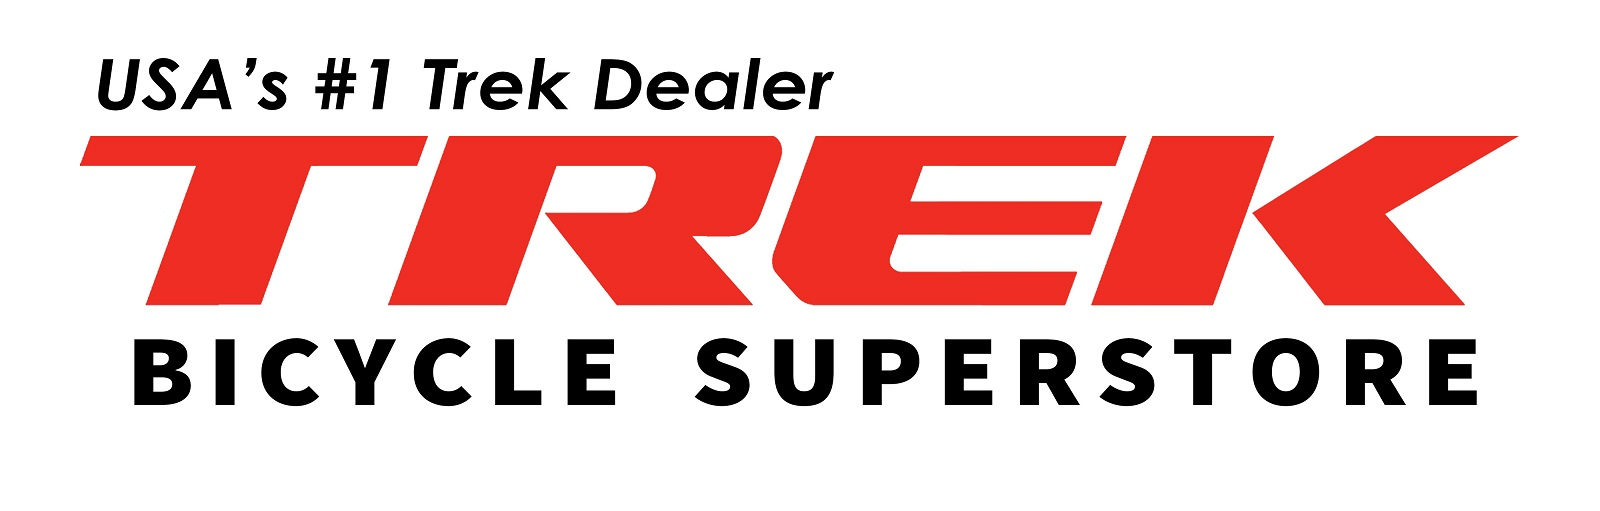 USA’s #1 Trek Dealer
TREK
BICYCLE SUPERSTORE